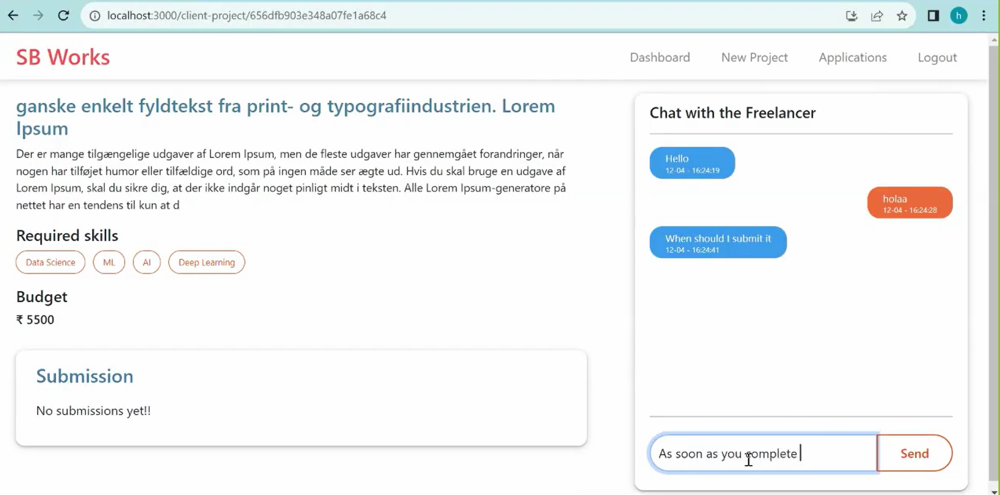 localhost:3000/client-project/656dfb903e348a07fe1a68c4
h
SB Works
Dashboard
New Project
Applications
Logout
ganske enkelt fyldtekst fra print- og typografiindustrien. Lorem
Ipsum
Der er mange tilgængelige udgaver af Lorem Ipsum, men de fleste udgaver har gennemgået forandringer, når
nogen har tilføjet humor eller tilfældige ord, som på ingen måde ser ægte ud. Hvis du skal bruge en udgave af
Lorem Ipsum, skal du sikre dig, at der ikke indgår noget pinligt midt i teksten. Alle Lorem Ipsum-generatore på
nettet har en tendens til kun at d
Required skills
Data Science
ML
AI
Deep Learning
Budget
₹ 5500
Submission
No submissions yet!!
Chat with the Freelancer
Hello
12-04 - 16:24:19
holaa
12-04 - 16:24:28
When should I submit it
12-04 - 16:24:41
As soon as you complete
Send